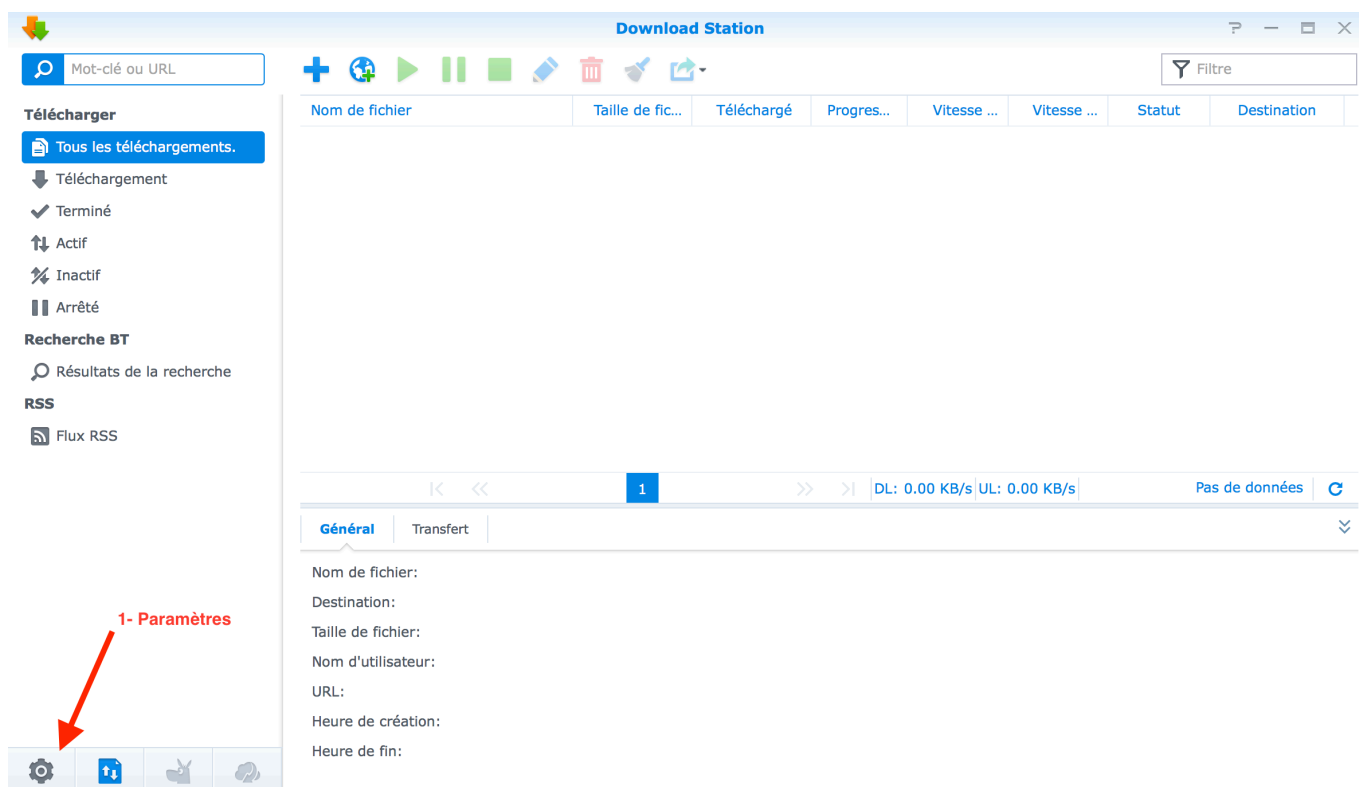 Download Station
Mot-clé ou URL
Filtre
Télécharger
Tous les téléchargements.
Téléchargement
Terminé
Actif
Inactif
Arrêté
Recherche BT
Résultats de la recherche
RSS
Flux RSS
1- Paramètres
Nom de fichier Taille de fic... Téléchargé Progres... Vitesse ... Vitesse ... Statut Destination
1 DL: 0.00 KB/s UL: 0.00 KB/s Pas de données
Général Transfert
Nom de fichier:
Destination:
Taille de fichier:
Nom d'utilisateur:
URL:
Heure de création:
Heure de fin: